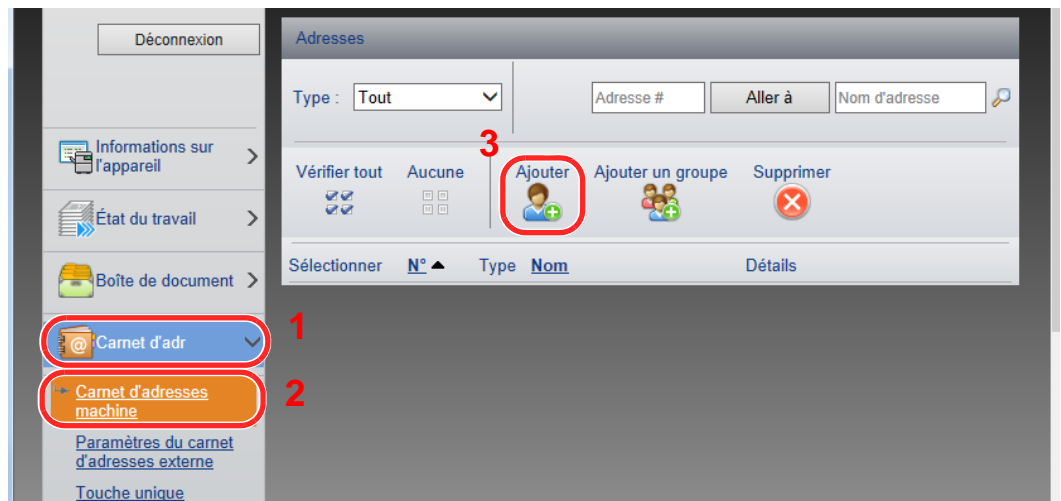 Déconnexion
Adresses
Type : Tout
Adresse #
Aller à
Nom d'adresse
3
Informations sur
l'appareil
Vérifier tout
Aucune
Ajouter
Ajouter un groupe
Supprimer
État du travail
Sélectionner
N°
Type
Nom
Détails
Boîte de document
Carnet d'adr
1
Carnet d'adresses
machine
2
Paramètres du carnet
d'adresses externe
Touche unique